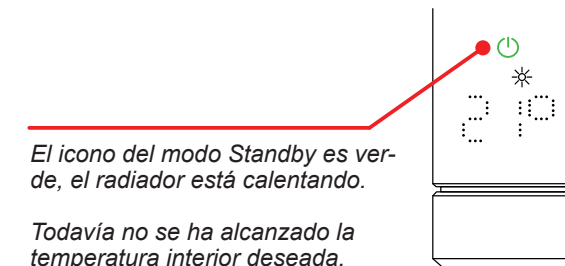 El icono del modo Standby es ver-
de, el radiador está calentando.
Todavía no se ha alcanzado la
temperatura interior deseada.
21°